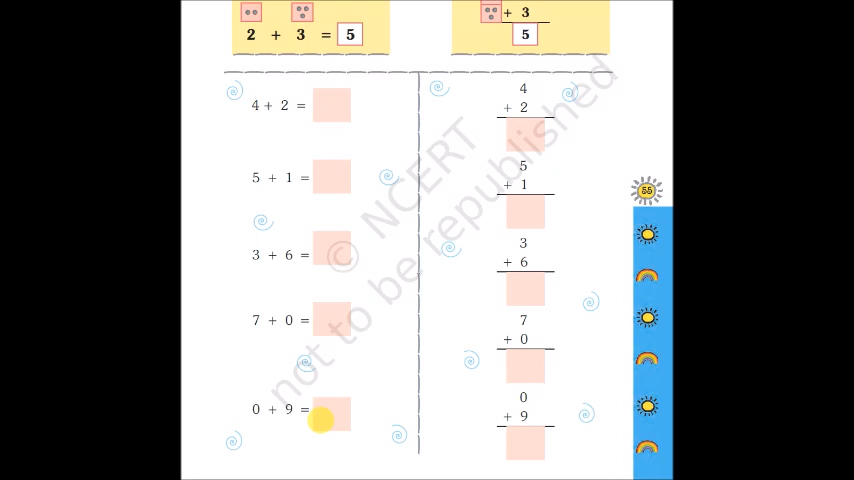 2 + 3 = 5
+ 3
5
4 + 2 =
5 + 1 =
3 + 6 =
7 + 0 =
0 + 9 =
4
+ 2
5
+ 1
3
+ 6
7
+ 0
0
+ 9
55
© NCERT
not to be republished